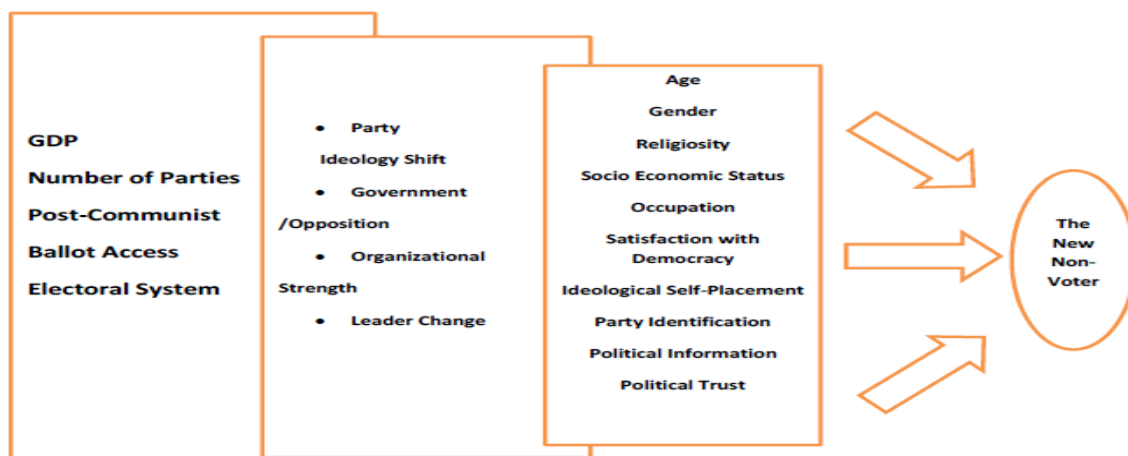 GDP
Number of Parties
Post-Communist
Ballot Access
Electoral System
• Party
Ideology Shift
• Government
/Opposition
• Organizational
Strength
• Leader Change
Age
Gender
Religiosity
Socio Economic Status
Occupation
Satisfaction with
Democracy
Ideological Self-Placement
Party Identification
Political Information
Political Trust
The
New
Non-
Voter